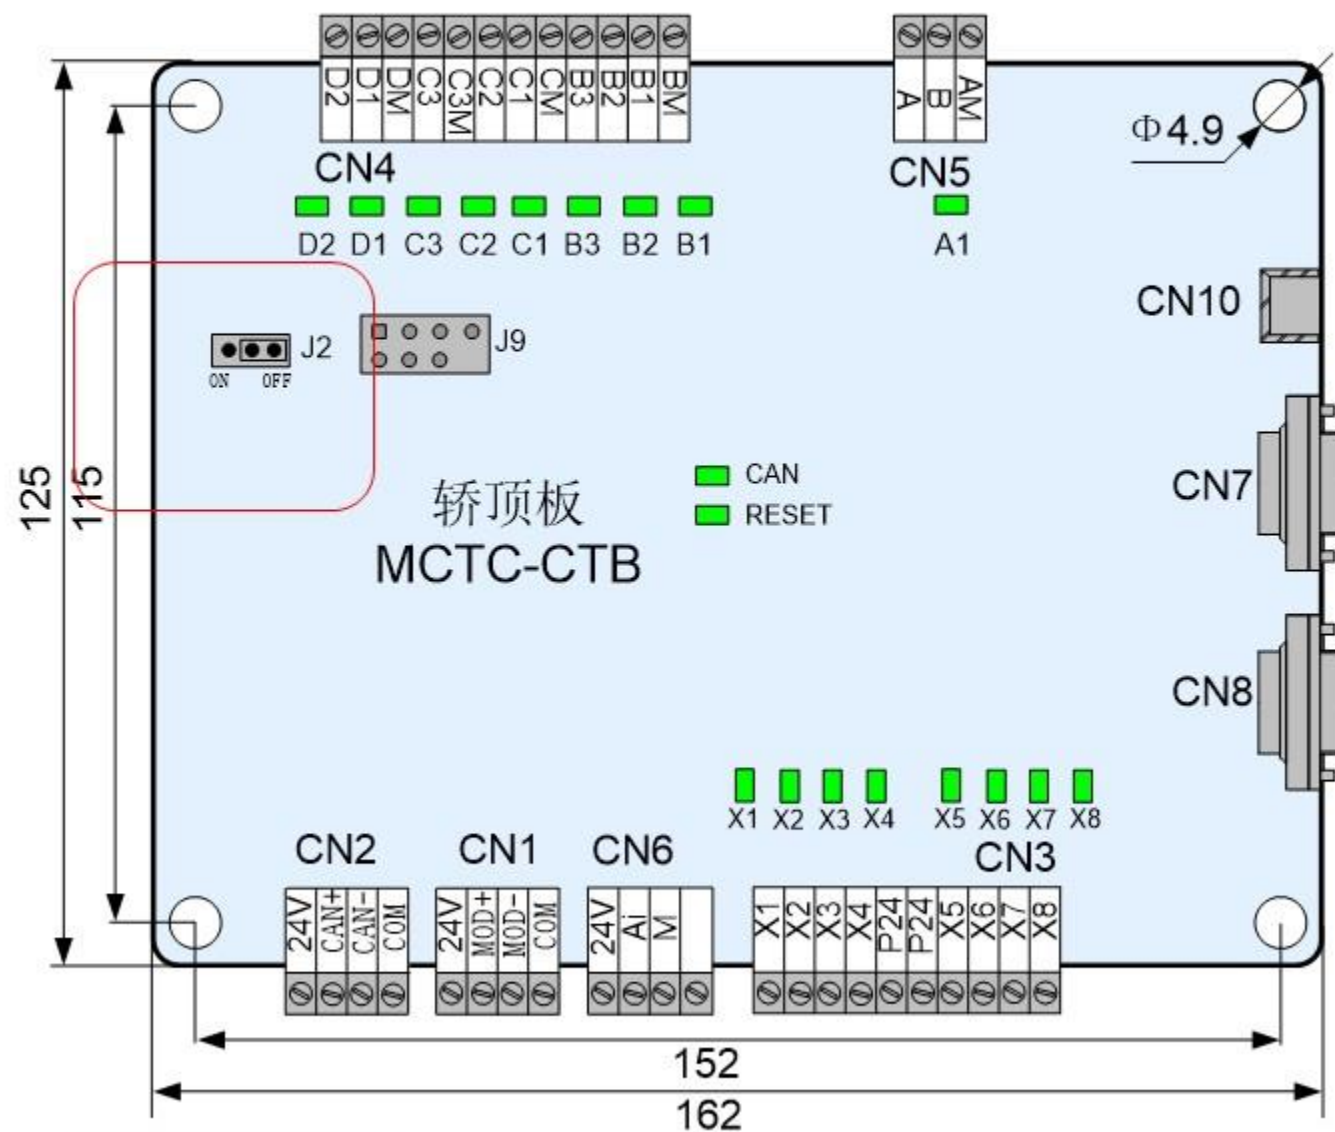 D2 D1 DM C3 C3M C2 C1 CM B3 B2 B1 BM
A B AM
CN4
CN5
Φ4.9
D2 D1 C3 C2 C1 B3 B2 B1
A1
CN10
J2
ON OFF
J9
CAN
RESET
CN7
125
115
轿顶板
MCTC-CTB
CN8
X1 X2 X3 X4 X5 X6 X7 X8
CN2
CN1
CN6
CN3
24V CAN+ CAN- COM
24V MOD+ MOD- COM
24V Ai M
X1 X2 X3 X4 P24 P24 X5 X6 X7 X8
152
162